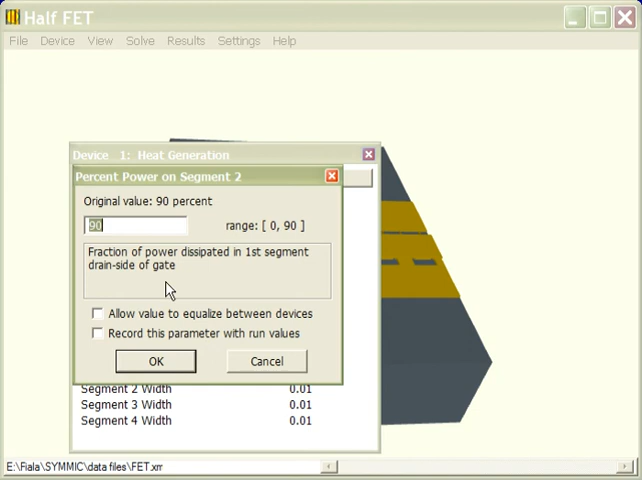 Half FET
File Device View Solve Results Settings Help
Device 1: Heat Generation
Percent Power on Segment 2
Original value: 90 percent
90 range: [ 0, 90 ]
Fraction of power dissipated in 1st segment
drain-side of gate
Allow value to equalize between devices
Record this parameter with run values
OK Cancel
Segment 2 Width 0.01
Segment 3 Width 0.01
Segment 4 Width 0.01
E:\Fiala\SYMMIC\data files\FET.xrr